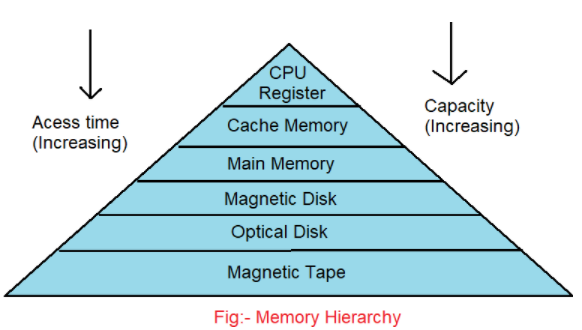 CPU
Register
Acess time
(Increasing)
Capacity
(Increasing)
Cache Memory
Main Memory
Magnetic Disk
Optical Disk
Magnetic Tape
Fig:- Memory Hierarchy